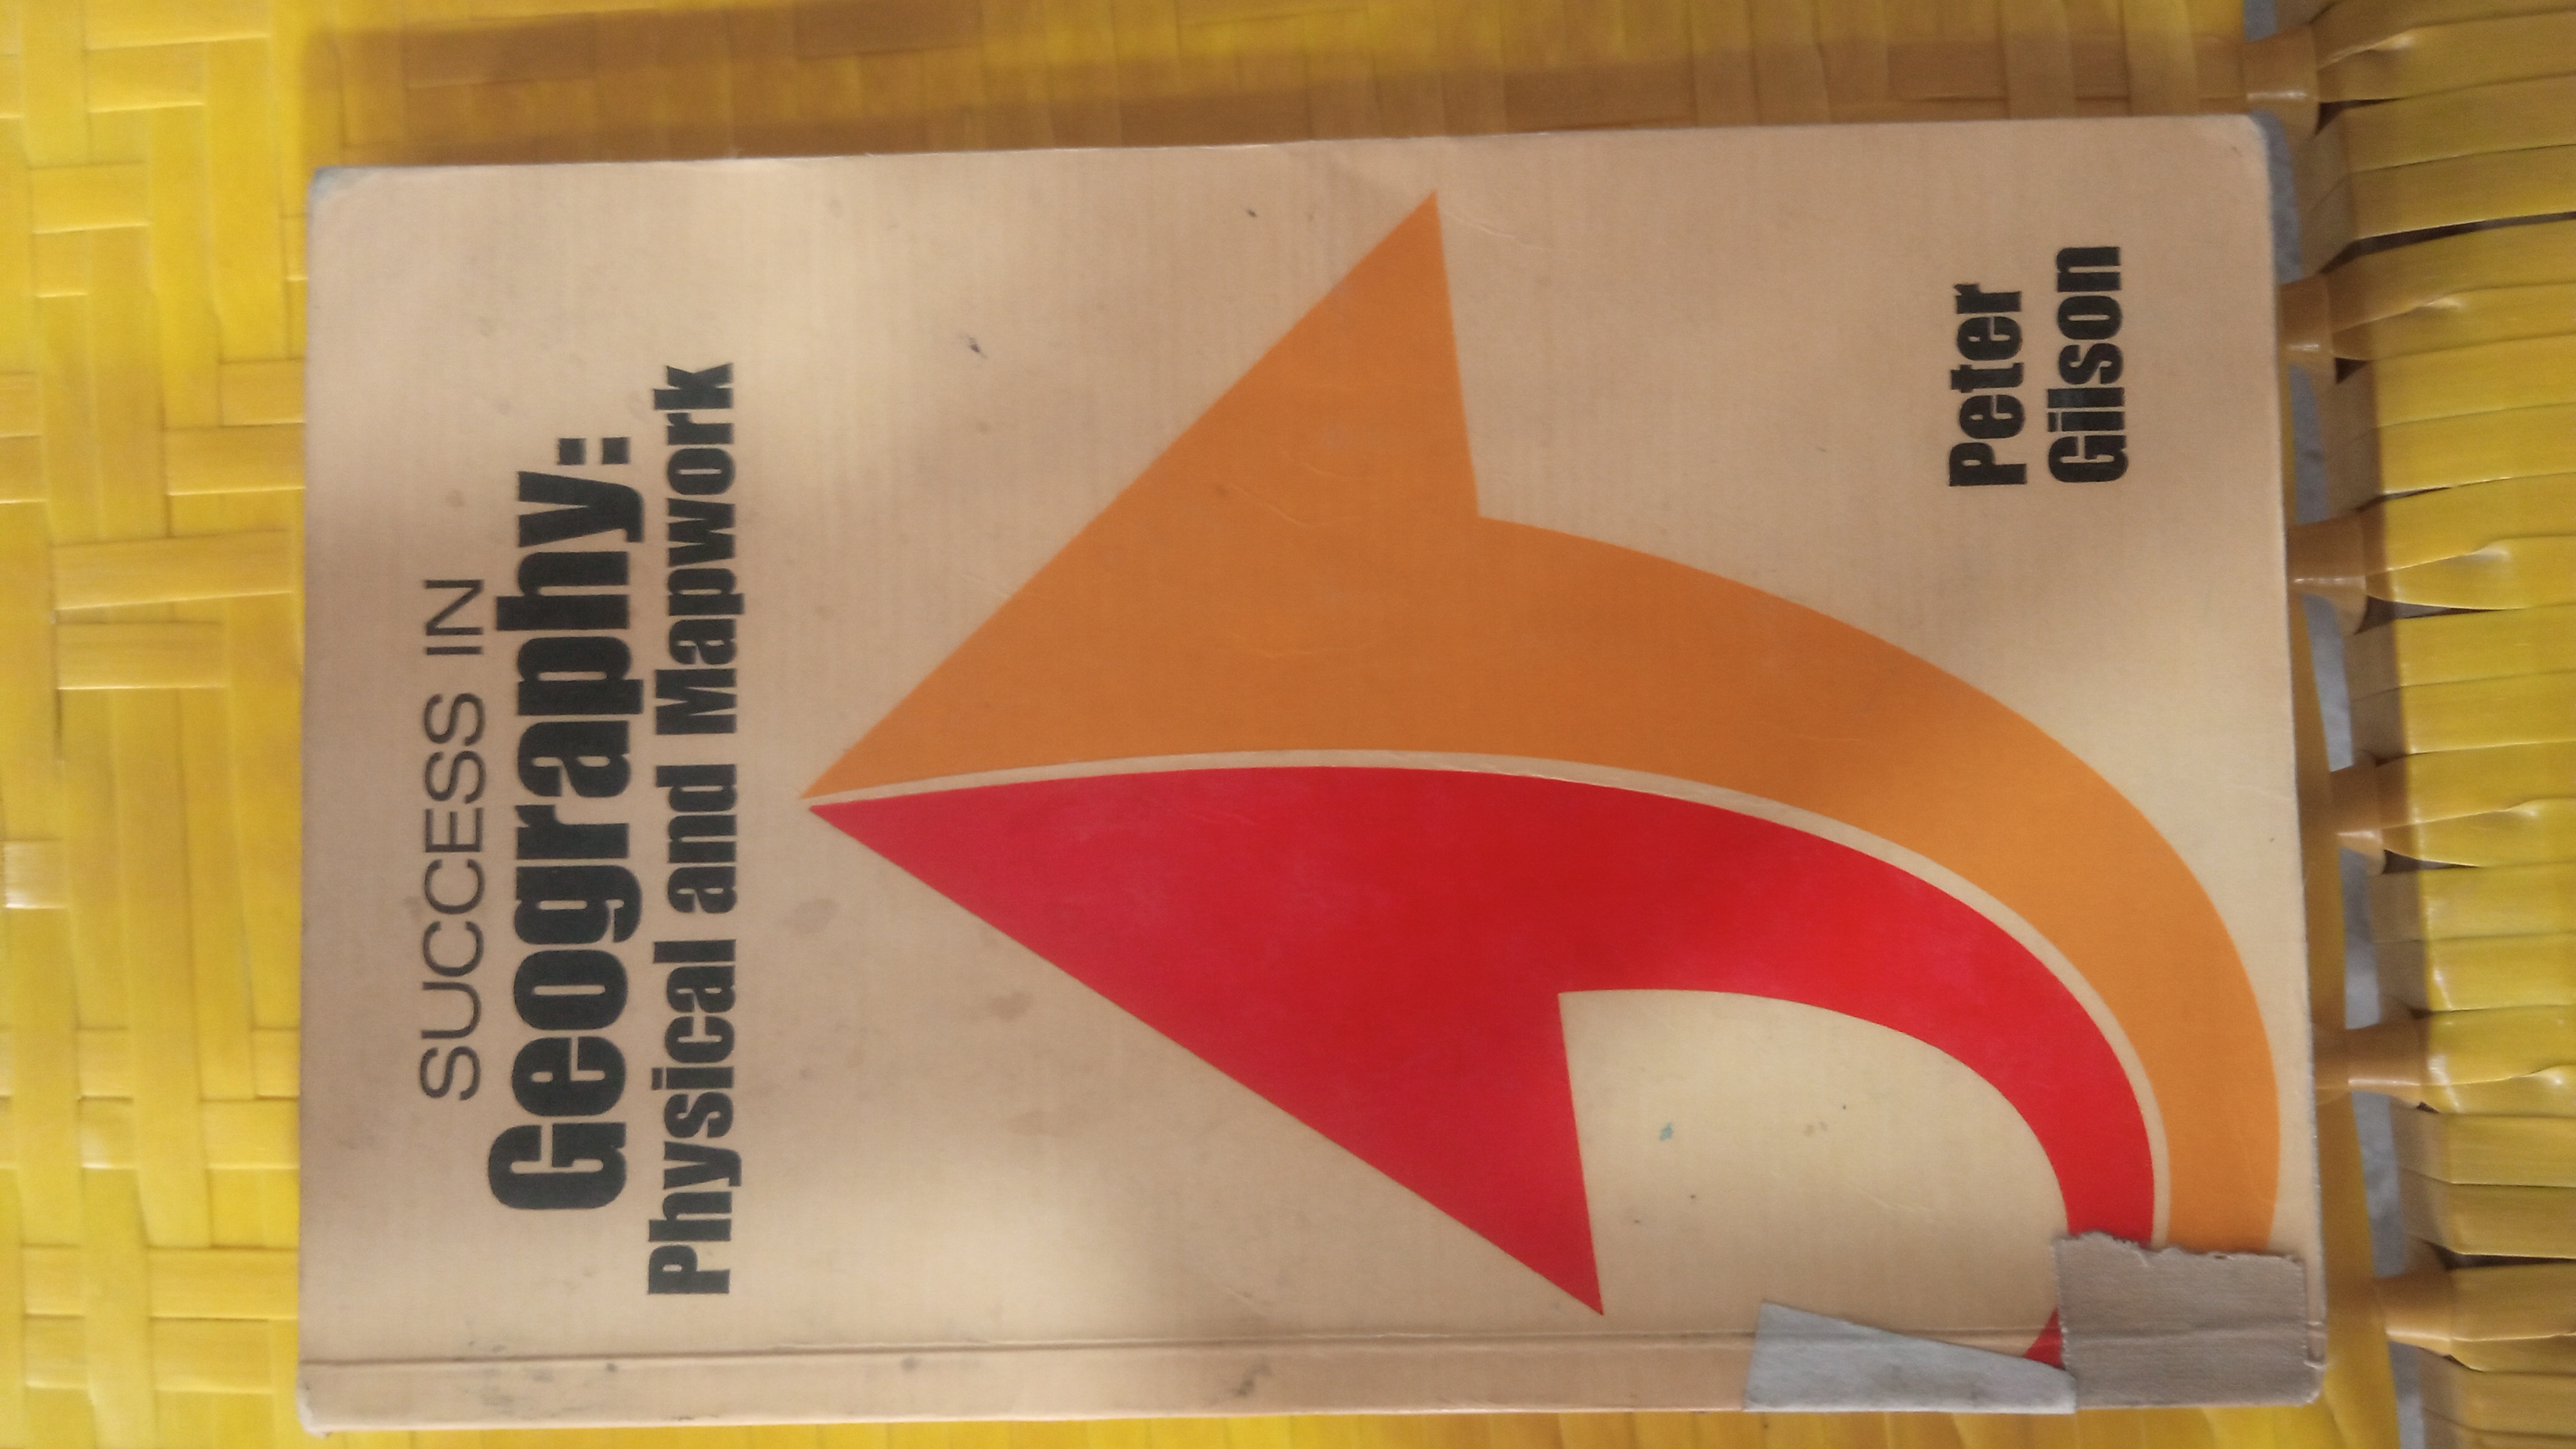 SUCCESS IN
Geography:
Physical and Mapwork
Peter
Gilson